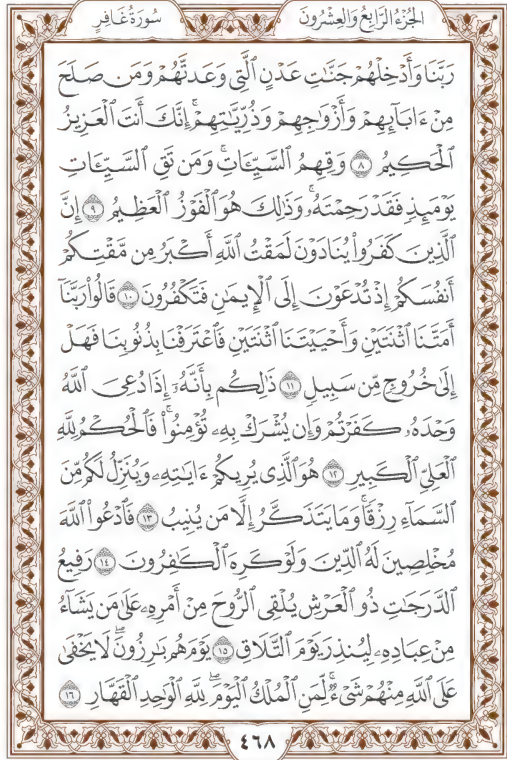 الجزء الرابع والعشرون
سورة غافر
رَبَّنَا وَأَدْخِلْهُمْ جَنَّٰتِ عَدْنٍ ٱلَّتِى وَعَدتَّهُمْ وَمَن صَلَحَ
مِنْ ءَابَآئِهِمْ وَأَزْوَٰجِهِمْ وَذُرِّيَّٰتِهِمْ ۚ إِنَّكَ أَنتَ ٱلْعَزِيزُ
ٱلْحَكِيمُ ٨ وَقِهِمُ ٱلسَّيِّـَٔاتِ ۚ وَمَن تَقِ ٱلسَّيِّـَٔاتِ
يَوْمَئِذٍ فَقَدْ رَحِمْتَهُۥ ۚ وَذَٰلِكَ هُوَ ٱلْفَوْزُ ٱلْعَظِيمُ ٩ إِنَّ
ٱلَّذِينَ كَفَرُوا۟ يُنَادَوْنَ لَمَقْتُ ٱللَّهِ أَكْبَرُ مِن مَّقْتِكُمْ
أَنفُسَكُمْ إِذْ تُدْعَوْنَ إِلَى ٱلْإِيمَٰنِ فَتَكْفُرُونَ ١٠ قَالُوا۟ رَبَّنَآ
أَمَتَّنَا ٱثْنَتَيْنِ وَأَحْيَيْتَنَا ٱثْنَتَيْنِ فَٱعْتَرَفْنَا بِذُنُوبِنَا فَهَلْ
إِلَىٰ خُرُوجٍ مِّن سَبِيلٍ ١١ ذَٰلِكُم بِأَنَّهُۥٓ إِذَا دُعِىَ ٱللَّهُ
وَحْدَهُۥ كَفَرْتُمْ وَإِن يُشْرَكْ بِهِۦ تُؤْمِنُوا۟ ۚ فَٱلْحُكْمُ لِلَّهِ
ٱلْعَلِىِّ ٱلْكَبِيرِ ١٢ هُوَ ٱلَّذِى يُرِيكُمْ ءَايَٰتِهِۦ وَيُنَزِّلُ لَكُم مِّنَ
ٱلسَّمَآءِ رِزْقًا ۚ وَمَا يَتَذَكَّرُ إِلَّا مَن يُنِيبُ ١٣ فَٱدْعُوا۟ ٱللَّهَ
مُخْلِصِينَ لَهُ ٱلدِّينَ وَلَوْ كَرِهَ ٱلْكَٰفِرُونَ ١٤ رَفِيعُ
ٱلدَّرَجَٰتِ ذُو ٱلْعَرْشِ يُلْقِى ٱلرُّوحَ مِنْ أَمْرِهِۦ عَلَىٰ مَن يَشَآءُ
مِنْ عِبَادِهِۦ لِيُنذِرَ يَوْمَ ٱلتَّلَاقِ ١٥ يَوْمَ هُم بَٰرِزُونَ ۖ لَا يَخْفَىٰ
عَلَى ٱللَّهِ مِنْهُمْ شَىْءٌ ۚ لِّمَنِ ٱلْمُلْكُ ٱلْيَوْمَ ۖ لِلَّهِ ٱلْوَٰحِدِ ٱلْقَهَّارِ ١٦
٤٦٨